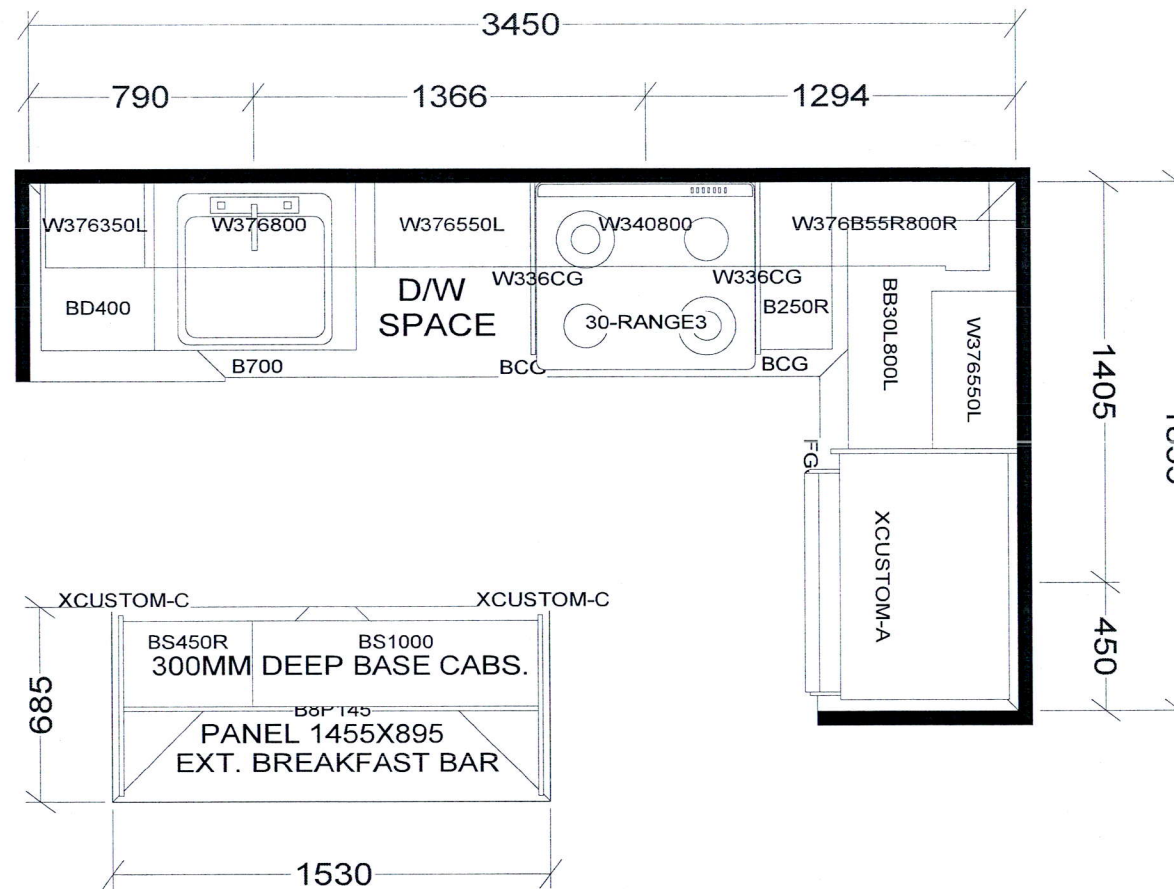 3450
790
1366
1294
W376350L
W376800
W376550L
W340800
W376B55R800R
W336CG
W336CG
BD400
D/W
SPACE
30-RANGE3
B250R
BB30L800L
W376550L
B700
BCG
BCG
1405
FG
XCUSTOM-A
450
XCUSTOM-C
XCUSTOM-C
BS450R
BS1000
300MM DEEP BASE CABS.
685
PANEL 1455X895
EXT. BREAKFAST BAR
1530